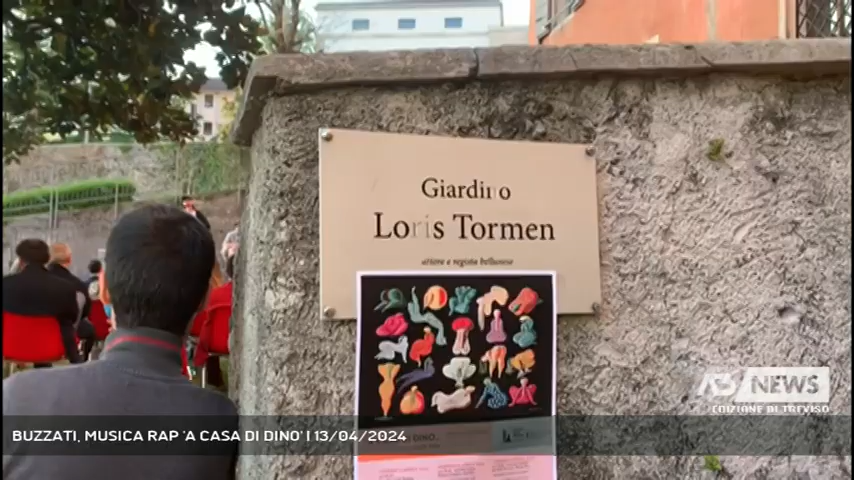 Giardino
Loris Tormen
attore e regista bellunese
NEWS
EDIZIONE DI TREVISO
BUZZATI, MUSICA RAP 'A CASA DI DINO' | 13/04/2024